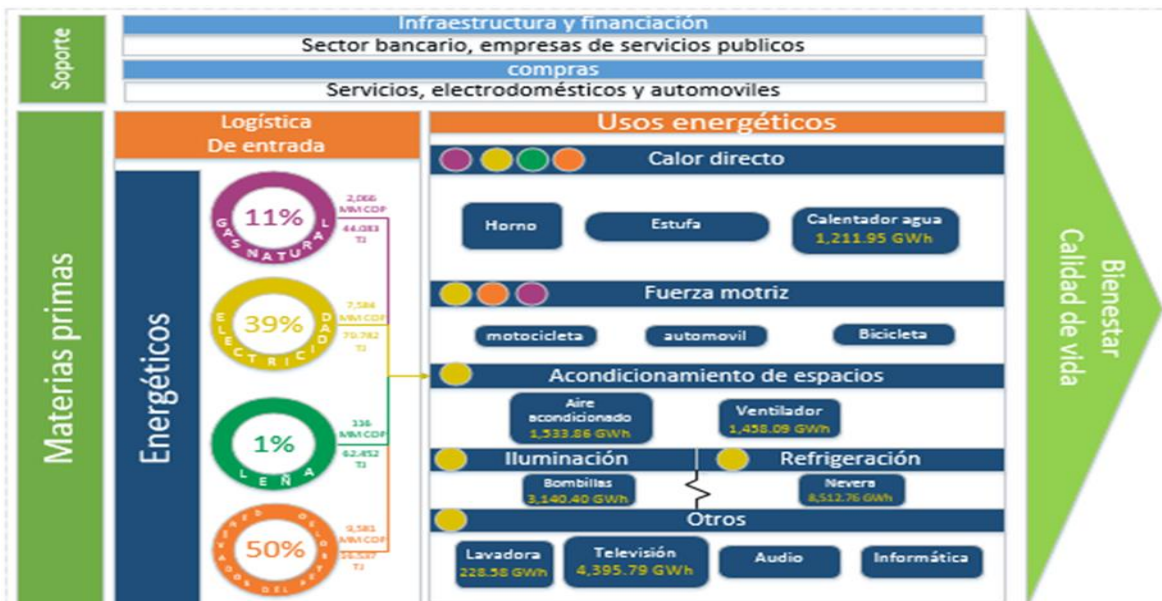 Soporte
Infraestructura y financiación
Sector bancario, empresas de servicios publicos
compras
Servicios, electrodomésticos y automoviles
Materias primas
Energéticos
Logística
De entrada
11%
GAS NATURAL
2,066
MM COP
44.083
TJ
39%
ELECTRICIDAD
7,584
MM COP
TJ
1%
LEÑA
116
MM COP
62.452
TJ
50%
9,581
MM COP
TJ
Usos energéticos
Calor directo
Horno
Estufa
Calentador agua
1,211.95 GWh
Fuerza motriz
motocicleta
automovil
Bicicleta
Acondicionamiento de espacios
Aire
acondicionado
1,533.86 GWh
Ventilador
1,458.09 GWh
Iluminación
Refrigeración
Bombillas
3,140.40 GWh
Nevera
8,512.76 GWh
Otros
Lavadora
228.58 GWh
Televisión
4,395.79 GWh
Audio
Informática
Bienestar
Calidad de vida